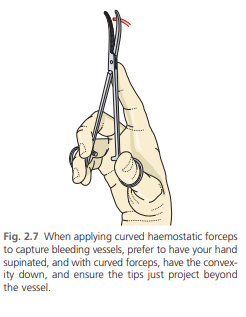 Fig. 2.7 When applying curved haemostatic forceps
to capture bleeding vessels, prefer to have your hand
supinated, and with curved forceps, have the convex-
ity down, and ensure the tips just project beyond
the vessel.